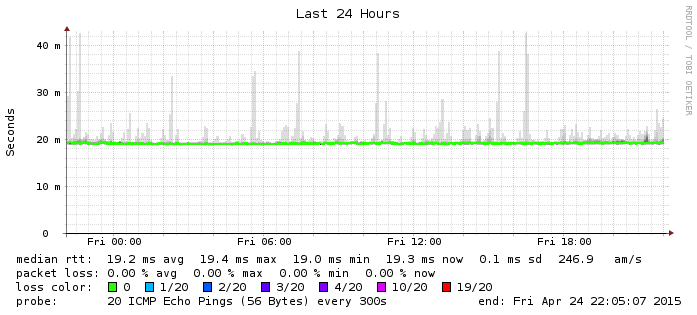 Last 24 Hours
RRDTOOL / TOBI OETIKER
Seconds
40 m
30 m
20 m
10 m
0
Fri 00:00 Fri 06:00 Fri 12:00 Fri 18:00
median rtt: 19.2 ms avg 19.4 ms max 19.0 ms min 19.3 ms now 0.1 ms sd 246.9 am/s
packet loss: 0.00 % avg 0.00 % max 0.00 % min 0.00 % now
loss color: 0 1/20 2/20 3/20 4/20 10/20 19/20
probe: 20 ICMP Echo Pings (56 Bytes) every 300s end: Fri Apr 24 22:05:07 2015